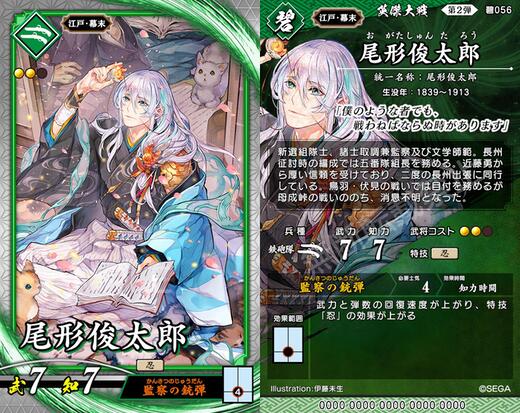 江戸・幕末
尾形俊太郎
忍
武7 知7
かんさつのじゅうだん
監察の銃弾
4
碧
江戸・幕末
英傑大戦
第2弾
碧056
おがたしゅんたろう
尾形俊太郎
統一名称：尾形俊太郎
生没年：1839～1913
「僕のような者でも、
戦わねばならぬ時があります」
新選組隊士。諸士取調兼監察及び文学師範。長州
征討時の編成では五番隊組長を務める。近藤勇か
ら厚い信頼を受けており、二度の長州出張に同行
している。鳥羽・伏見の戦いでは目付を務めるが
母成峠の戦いののち、消息不明となった。
兵種 武力 知力 武将コスト
鉄砲隊 7 7 特技 忍
かんさつのじゅうだん 必要士気 効果時間
監察の銃弾 4 知力時間
武力と弾数の回復速度が上がり、特技
「忍」の効果が上がる
効果範囲
Illustration:伊藤未生
©SEGA
0000 0000 0000 0000 0000